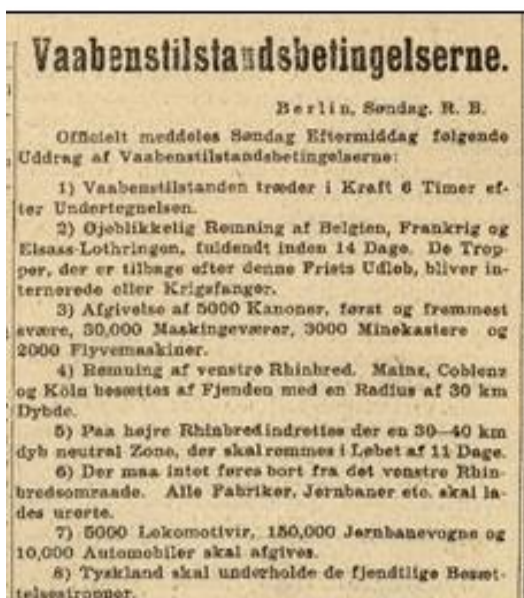 Vaabenstilstandsbetingelserne.
Berlin, Søndag. R. B.
Officielt meddeles Søndag Eftermiddag følgende
Uddrag af Vaabenstilstandsbetingelserne:
1) Vaabenstilstanden træder i Kraft 6 Timer ef-
ter Undertegnelsen.
2) Øjeblikkelig Rømning af Belgien, Frankrig og
Elsass-Lothringen, fuldendt inden 14 Dage. De Trop-
per, der er tilbage efter denne Frists Udløb, bliver in-
ternerede eller Krigsfanger.
3) Afgivelse af 5000 Kanoner, først og fremmest
svære, 30,000 Maskingeværer, 3000 Minekastere og
2000 Flyvemaskiner.
4) Rømning af venstre Rhinbred. Mainz, Coblenz
og Köln besættes af Fjenden med en Radius af 30 km
Dybde.
5) Paa højre Rhinbred indrettes der en 30—40 km
dyb neutral Zone, der skal rømmes i Løbet af 11 Dage.
6) Der maa intet føres bort fra det venstre Rhin-
bredsomraade. Alle Fabriker, Jernbaner etc. skal la-
des urørte.
7) 5000 Lokomotivir, 150,000 Jernbanevogne og
10,000 Automobiler skal afgives.
8) Tyskland skal underholde de fjendtlige Besæt-
telsestropper.